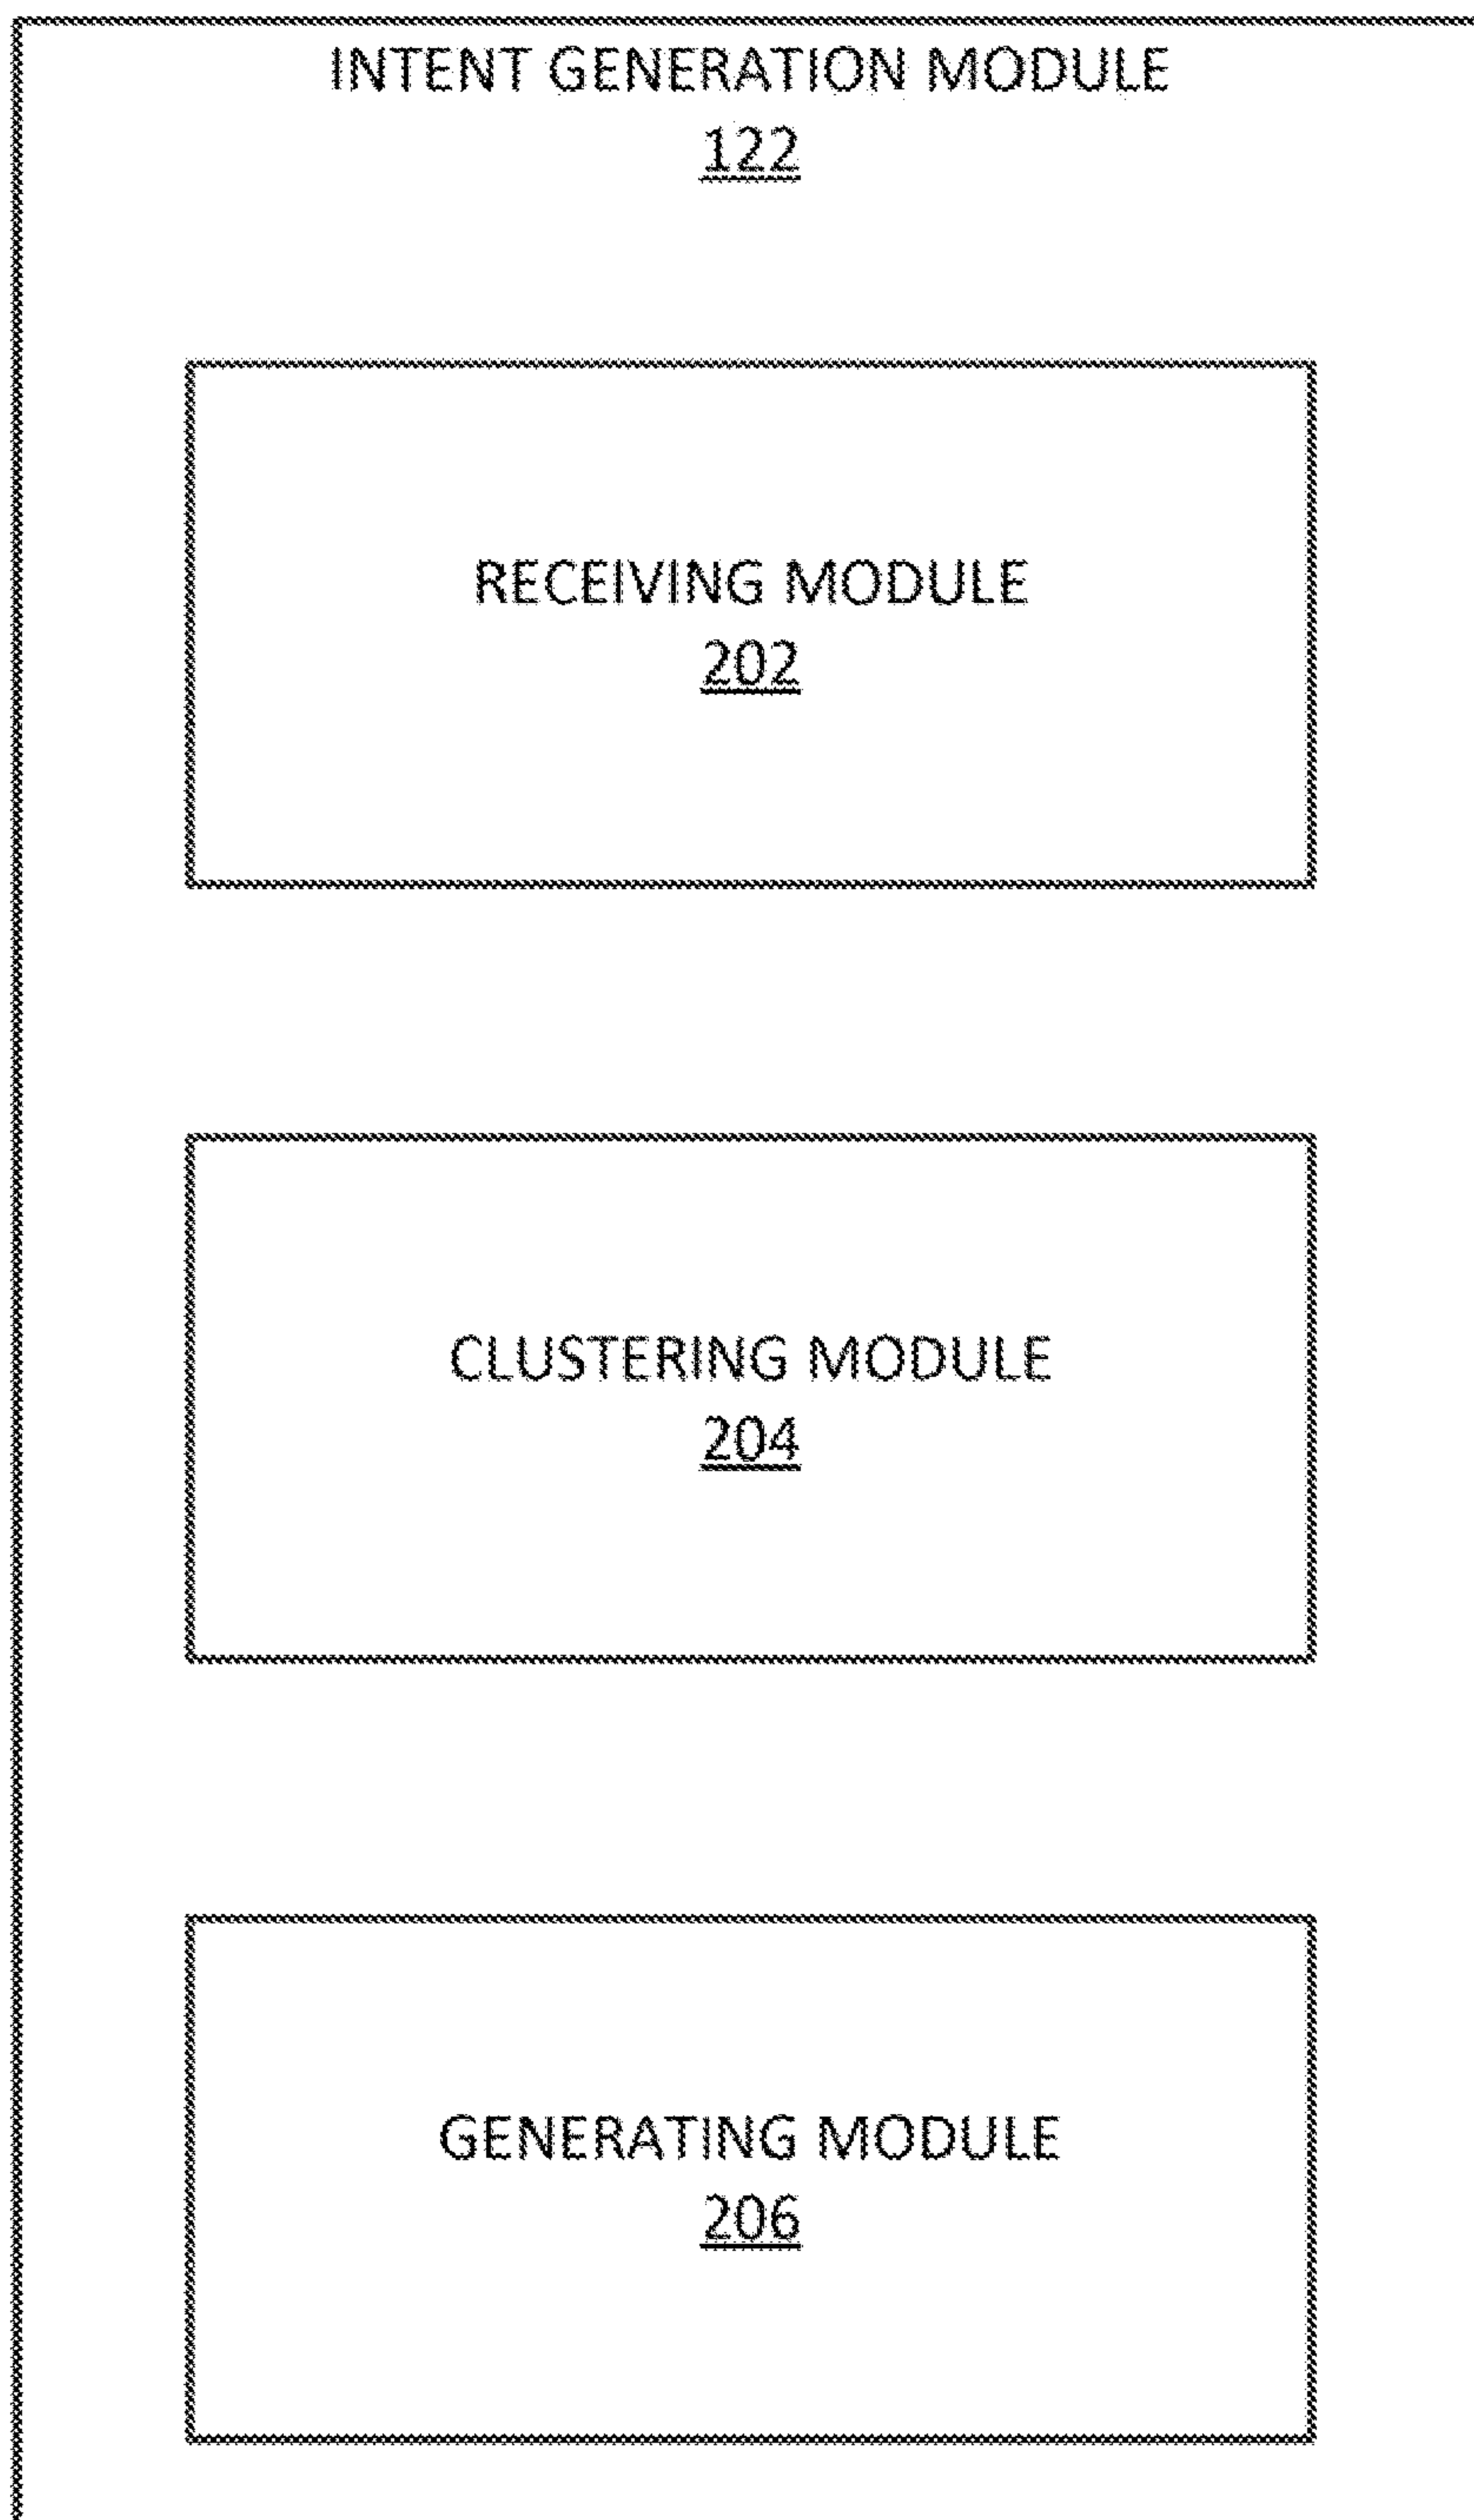 INTENT GENERATION MODULE
122
RECEIVING MODULE
202
CLUSTERING MODULE
204
GENERATING MODULE
206